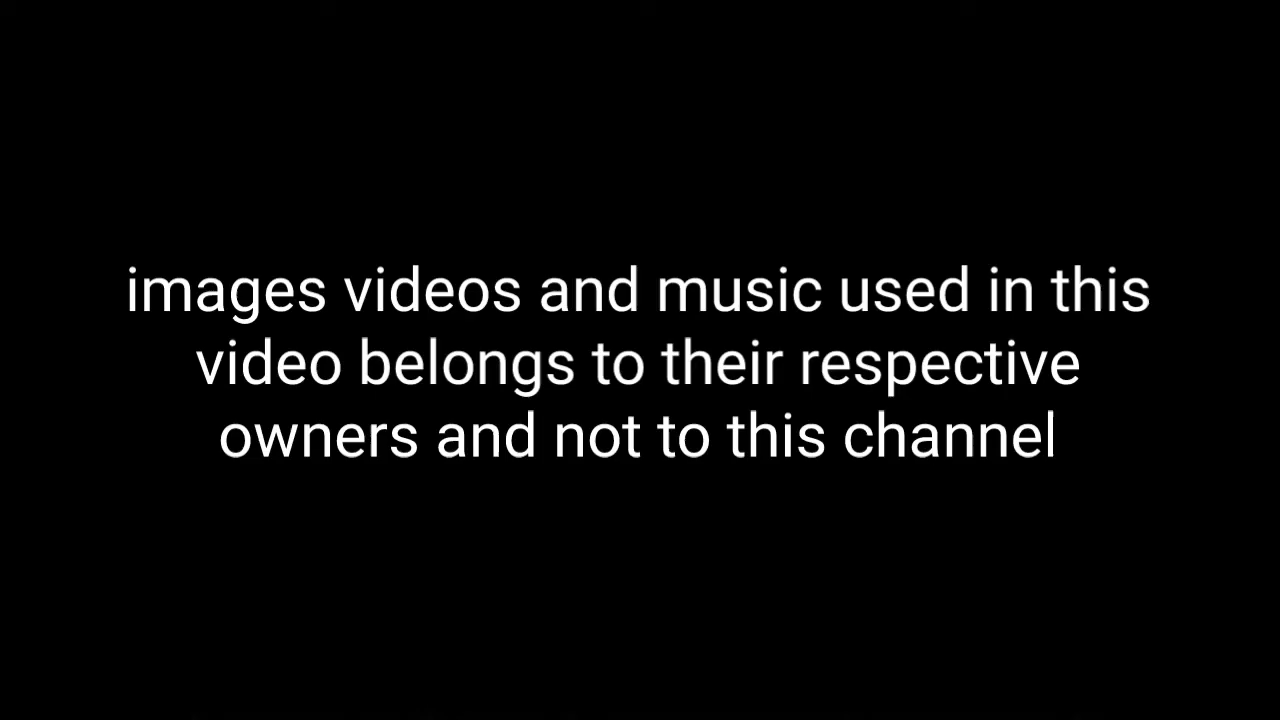 images videos and music used in this
video belongs to their respective
owners and not to this channel